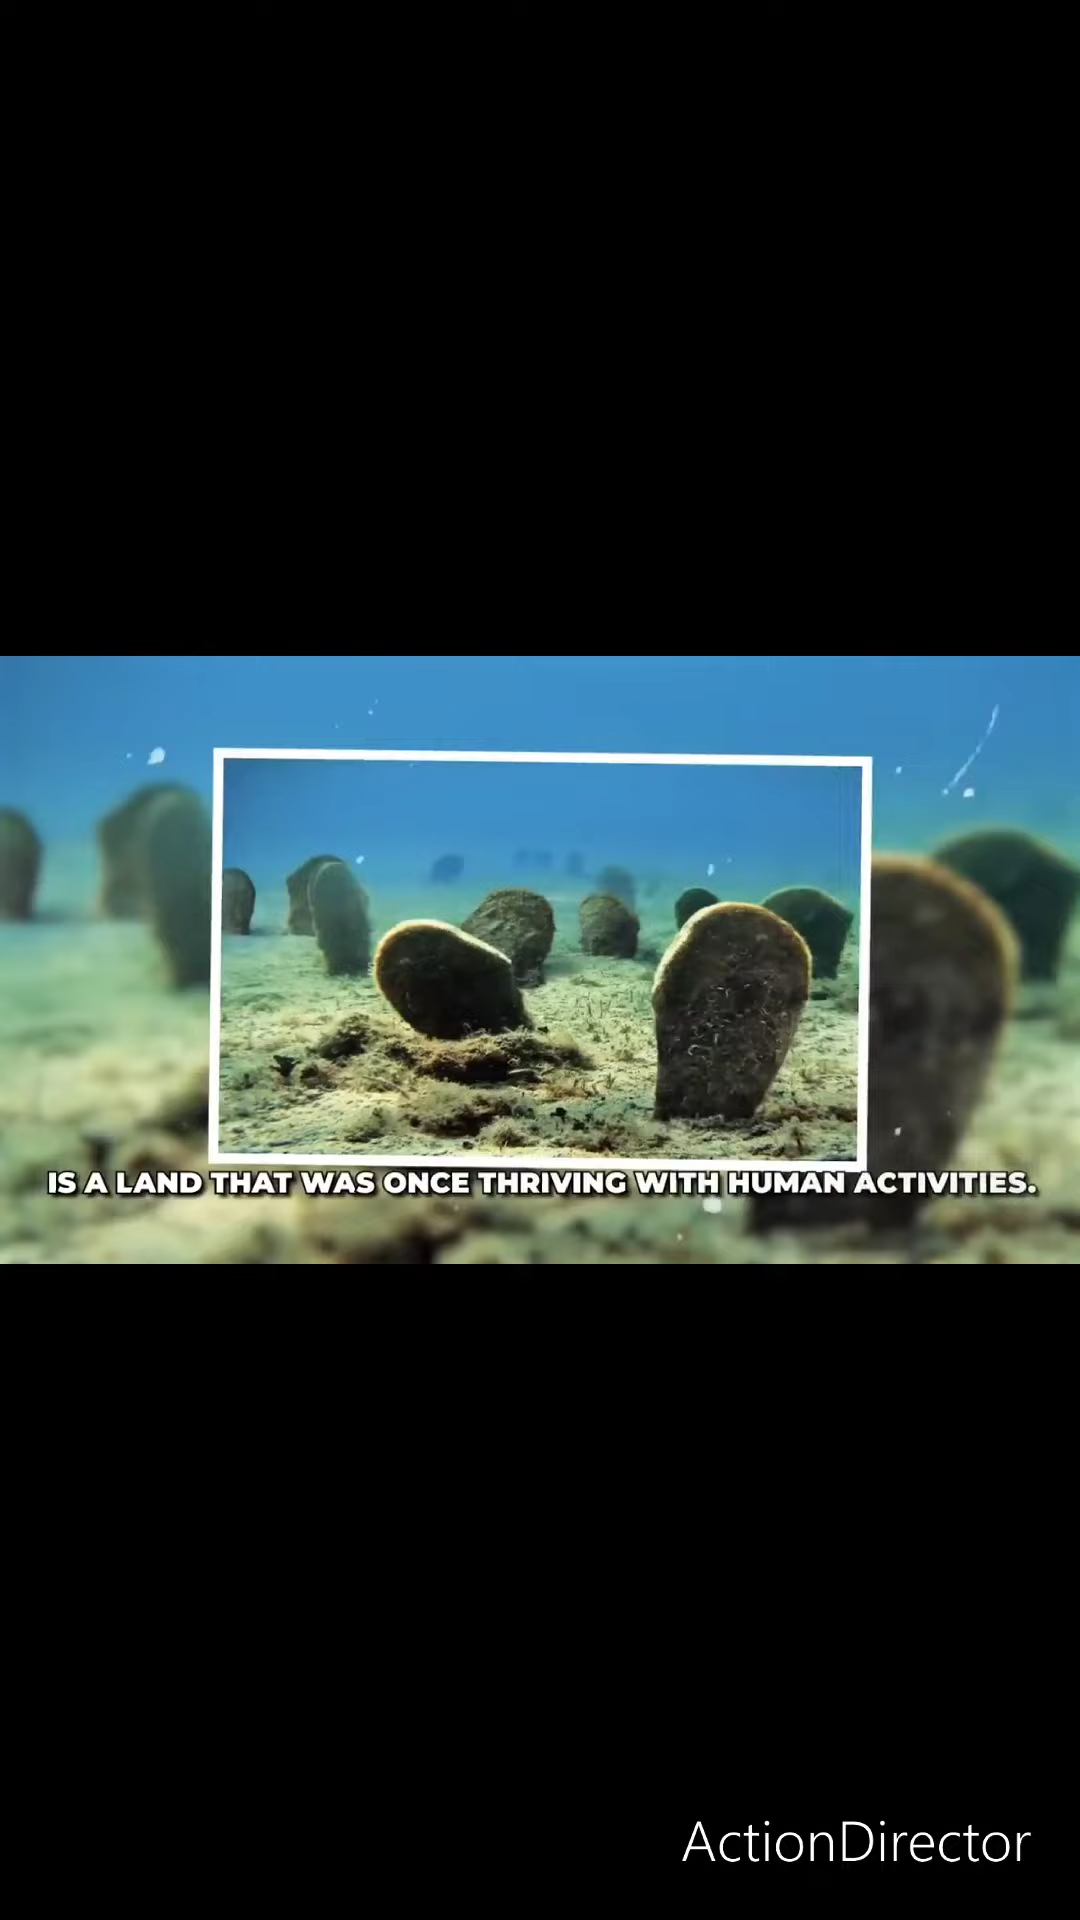 IS A LAND THAT WAS ONCE THRIVING WITH HUMAN ACTIVITIES.
ActionDirector